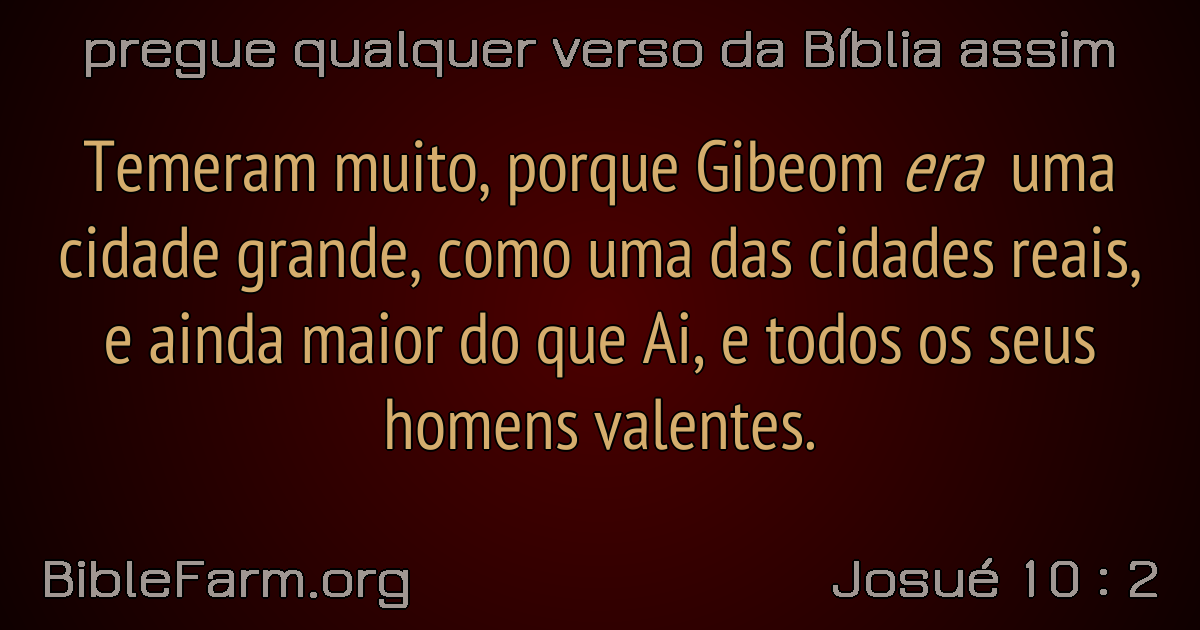 pregue qualquer verso da Bíblia assim
Temeram muito, porque Gibeom era uma
cidade grande, como uma das cidades reais,
e ainda maior do que Ai, e todos os seus
homens valentes.
BibleFarm.org
Josué 10 : 2